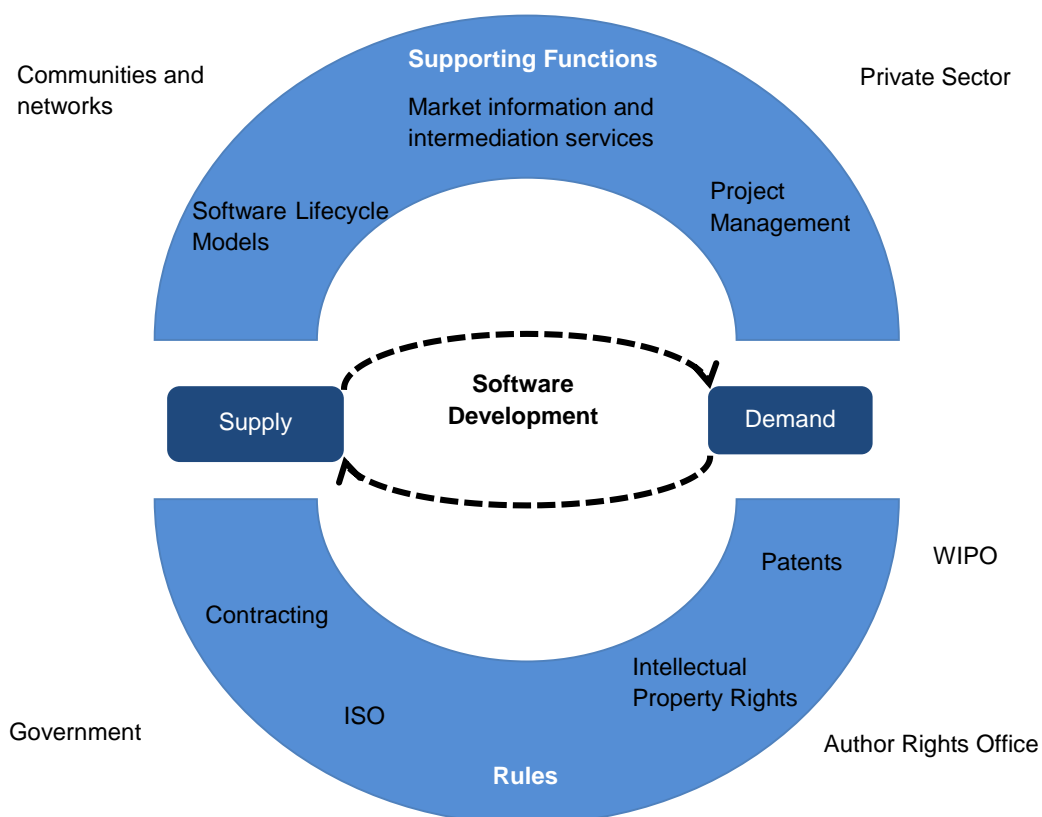 Supporting Functions
Communities and
networks
Private Sector
Market information and
intermediation services
Project
Management
Software Lifecycle
Models
Software
Development
Supply
Demand
WIPO
Patents
Contracting
Intellectual
Property Rights
ISO
Government
Author Rights Office
Rules